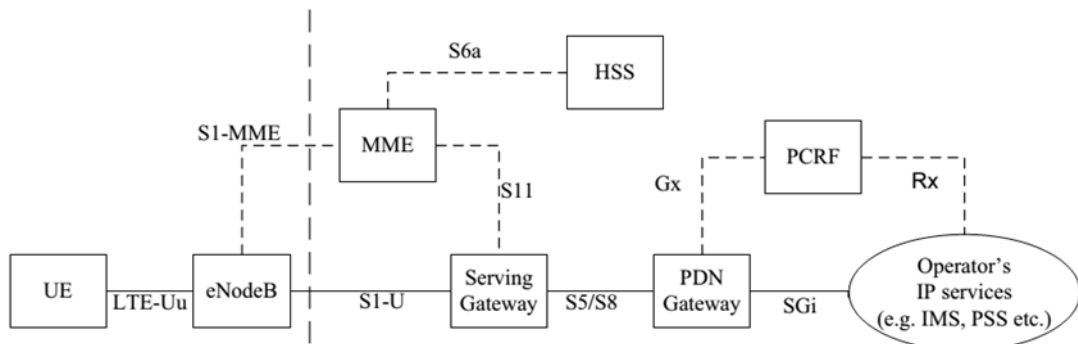 S6a
HSS
S1-MME
MME
S11
PCRF
Gx
Rx
UE
LTE-Uu
eNodeB
S1-U
Serving
Gateway
S5/S8
PDN
Gateway
SGi
Operator's
IP services
(e.g. IMS, PSS etc.)